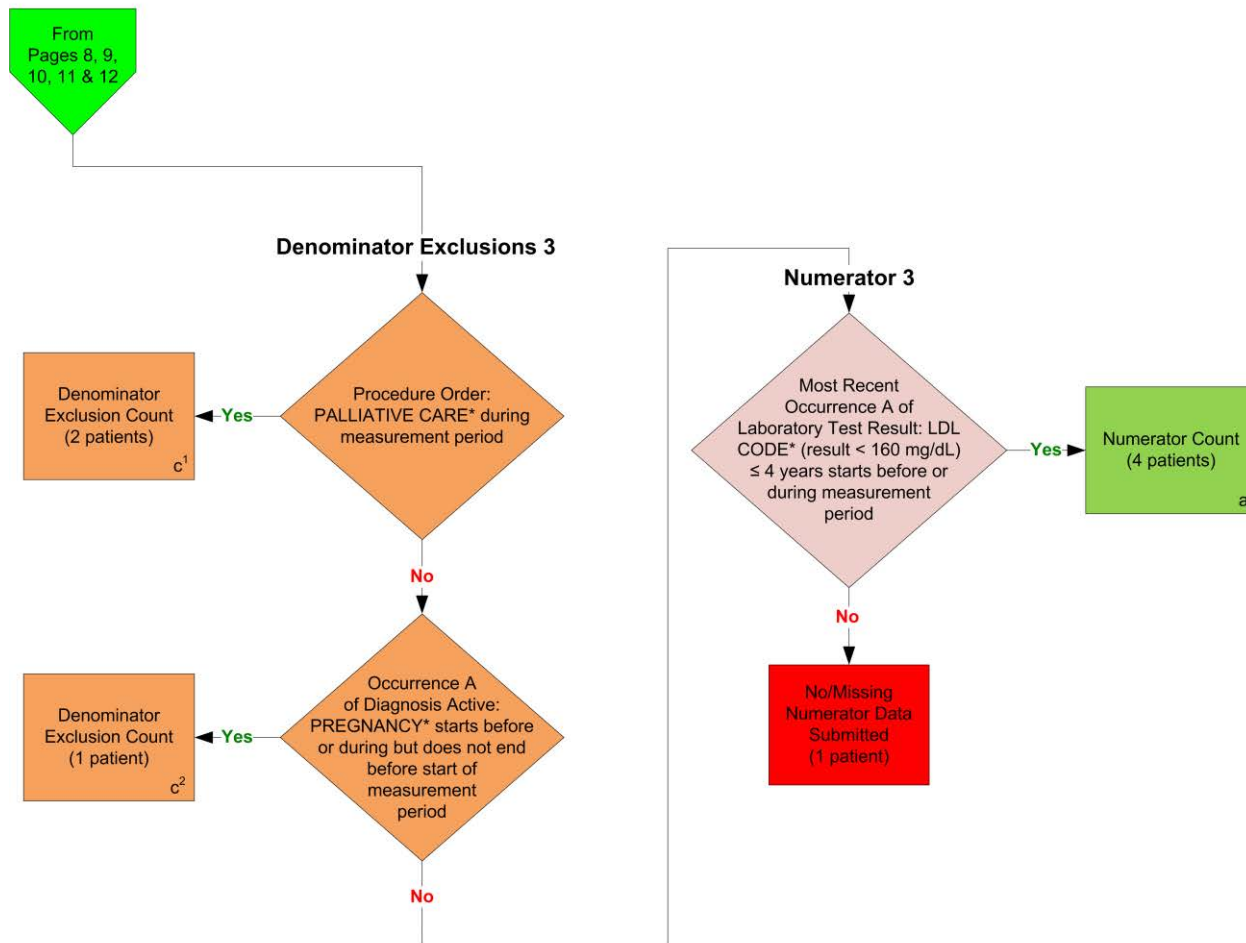 From
Pages 8, 9,
10, 11 & 12
Denominator Exclusions 3
Procedure Order:
PALLIATIVE CARE* during
measurement period
Yes
Denominator
Exclusion Count
(2 patients)
c¹
No
Occurrence A
of Diagnosis Active:
PREGNANCY* starts before
or during but does not end
before start of
measurement
period
Yes
Denominator
Exclusion Count
(1 patient)
c²
No
Numerator 3
Most Recent
Occurrence A of
Laboratory Test Result: LDL
CODE* (result < 160 mg/dL)
≤ 4 years starts before or
during measurement
period
Yes
Numerator Count
(4 patients)
a
No
No/Missing
Numerator Data
Submitted
(1 patient)